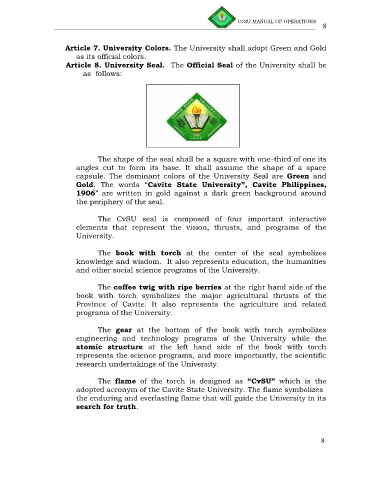 CvSU MANUAL OF OPERATIONS
8
Article 7. University Colors. The University shall adopt Green and Gold
as its official colors.
Article 8. University Seal. The Official Seal of the University shall be
as follows:
The shape of the seal shall be a square with one–third of one its
angles cut to form its base. It shall assume the shape of a space
capsule. The dominant colors of the University Seal are Green and
Gold. The words "Cavite State University", Cavite Philippines,
1906" are written in gold against a dark green background around
the periphery of the seal.
The CvSU seal is composed of four important interactive
elements that represent the vision, thrusts, and programs of the
University.
The book with torch at the center of the seal symbolizes
knowledge and wisdom. It also represents education, the humanities
and other social science programs of the University.
The coffee twig with ripe berries at the right hand side of the
book with torch symbolizes the major agricultural thrusts of the
Province of Cavite. It also represents the agriculture and related
programs of the University.
The gear at the bottom of the book with torch symbolizes
engineering and technology programs of the University while the
atomic structure at the left hand side of the book with torch
represents the science programs, and more importantly, the scientific
research undertakings of the University.
The flame of the torch is designed as "CvSU" which is the
adopted acronym of the Cavite State University. The flame symbolizes
the enduring and everlasting flame that will guide the University in its
search for truth.
8